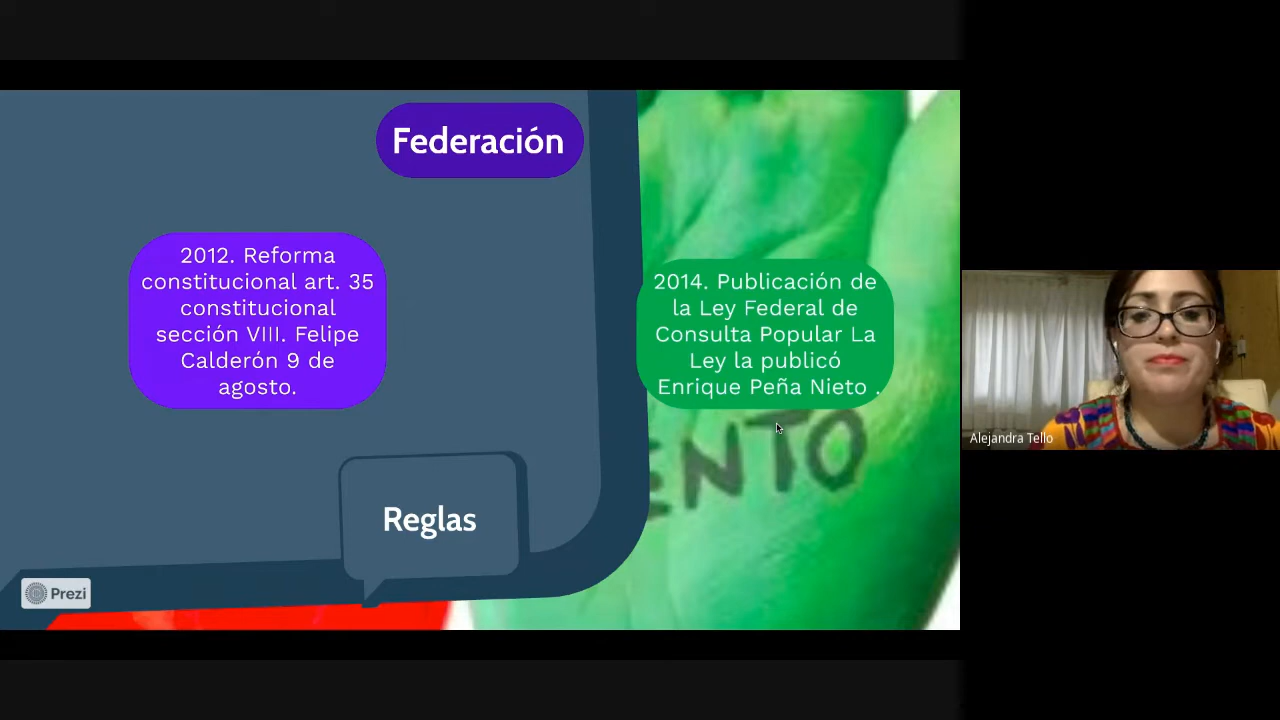 Federación
2012. Reforma
constitucional art. 35
constitucional
sección VIII. Felipe
Calderón 9 de
agosto.
2014. Publicación de
la Ley Federal de
Consulta Popular La
Ley la publicó
Enrique Peña Nieto .
ENTO
Reglas
Prezi
Alejandra Tello